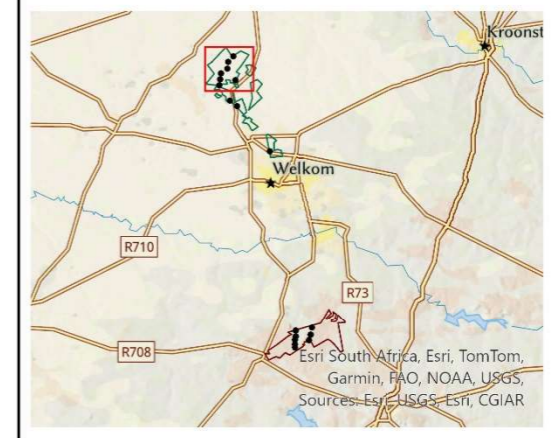 Kroonst
Welkom
R710
R73
R708
Esri South Africa, Esri, TomTom,
Garmin, FAO, NOAA, USGS,
Sources: Esri, USGS, Esri, CGIAR